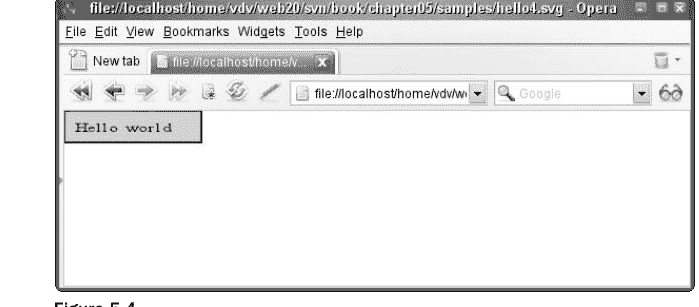 file://localhost/home/vdv/web20/svn/book/chapter05/samples/hello4.svg - Opera
File Edit View Bookmarks Widgets Tools Help
New tab file://localhost/home/v...
file://localhost/home/vdv/w Google
Hello world
Figure 5-4